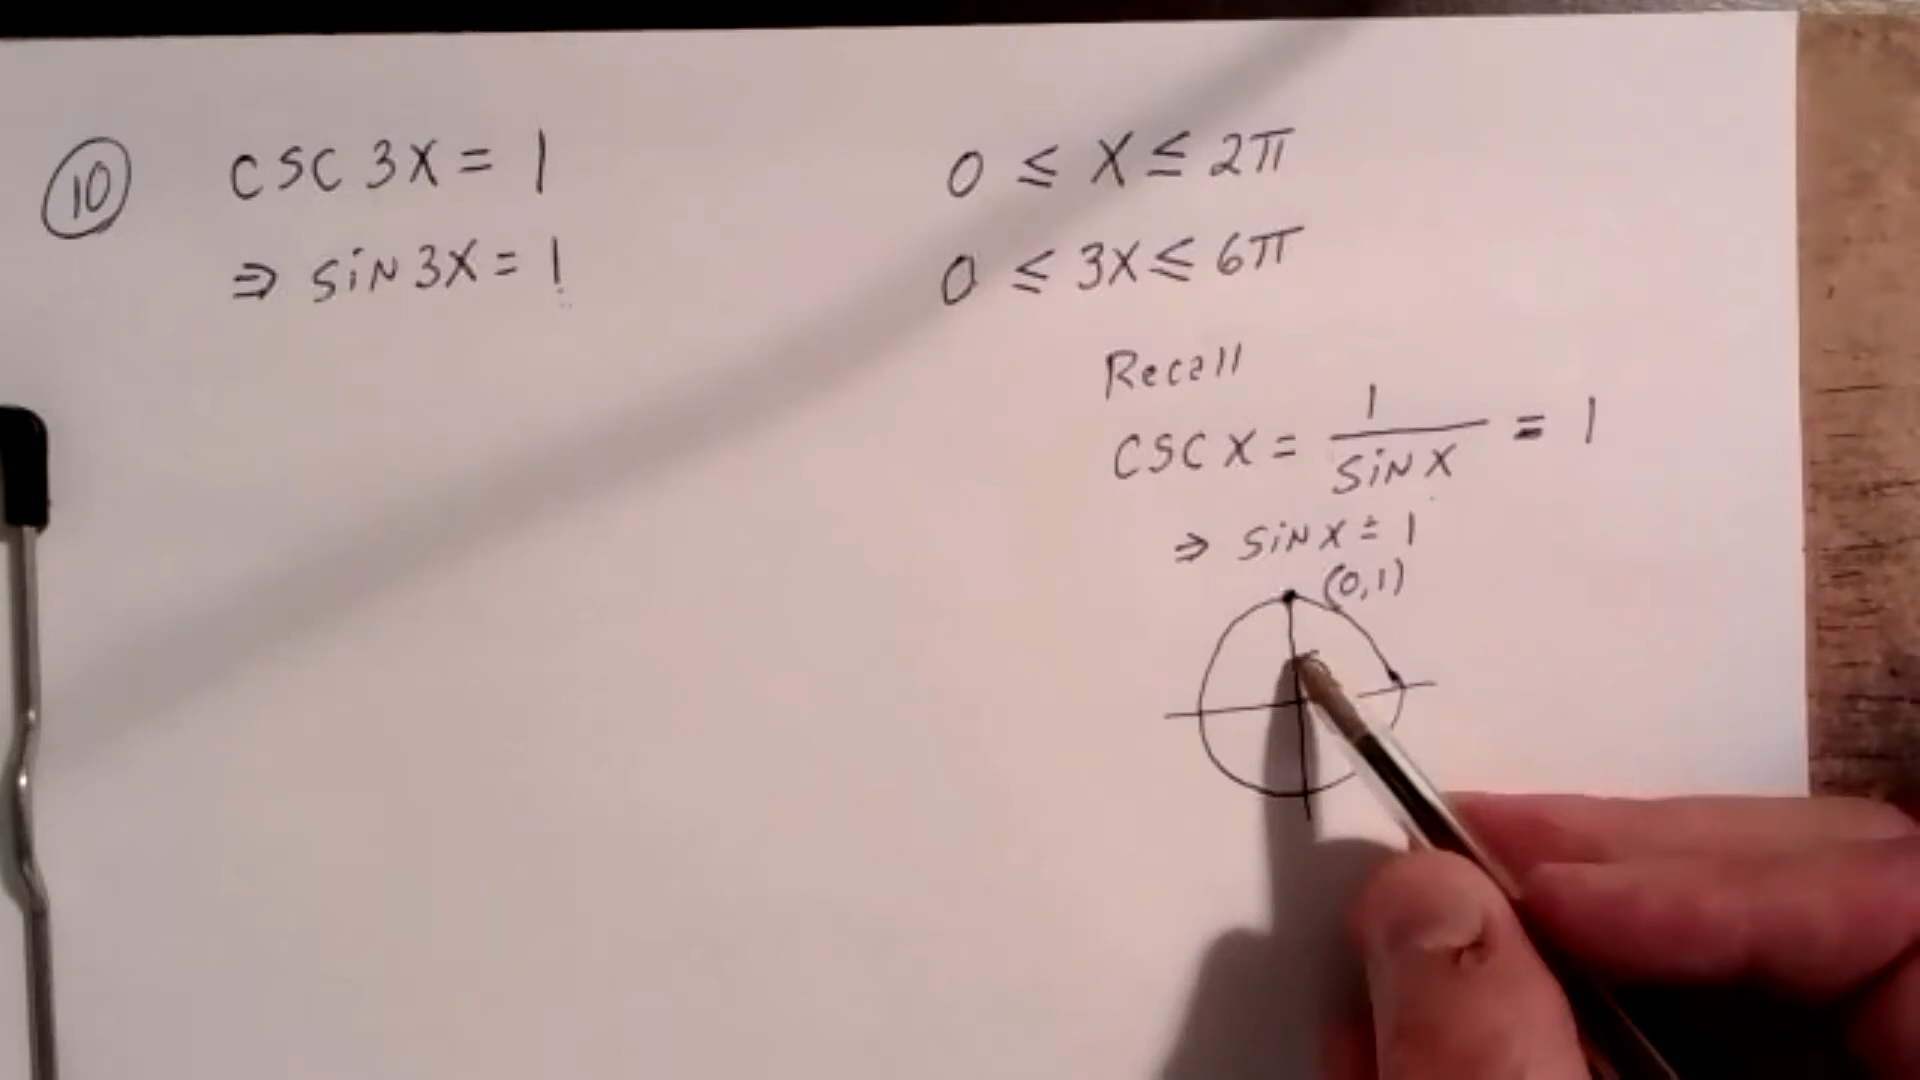 10 CSC 3X = 1
⇒ SiN 3X = 1
0 ≤ X ≤ 2π
0 ≤ 3X ≤ 6π
Recall
CSC X = 1/SiN X = 1
⇒ SiN X = 1
(0,1)